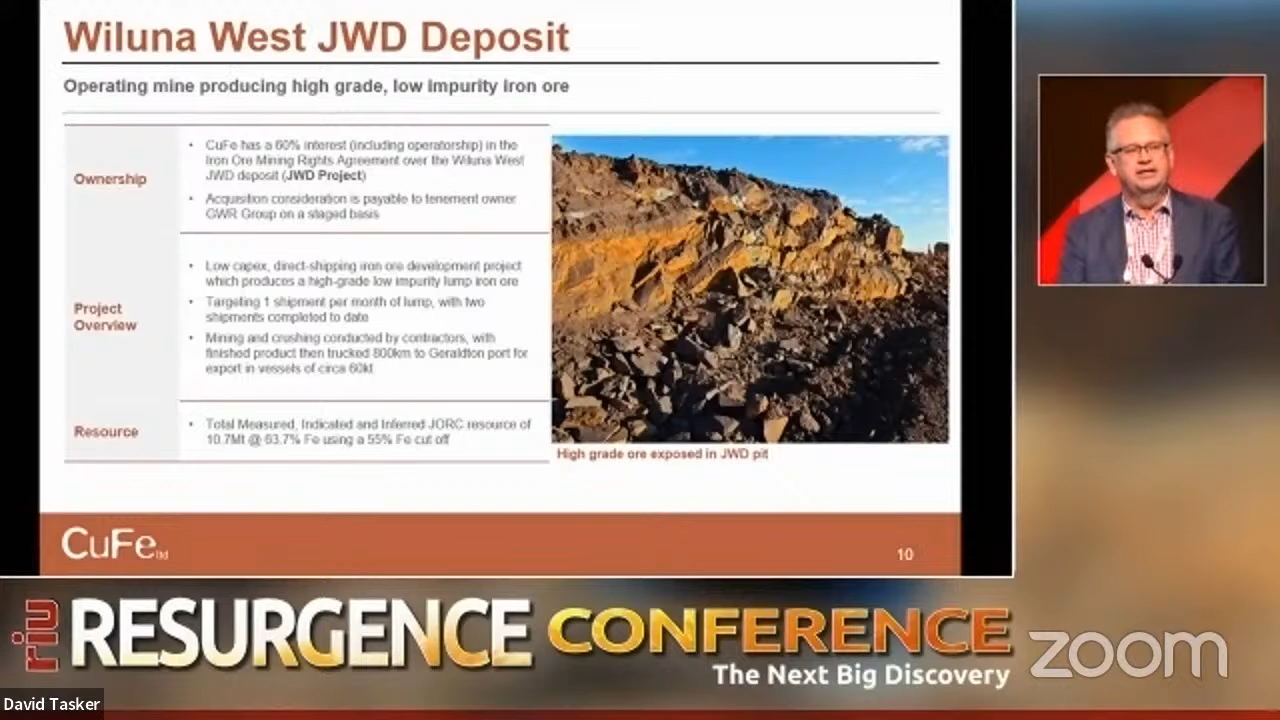 Wiluna West JWD Deposit
Operating mine producing high grade, low impurity iron ore
Ownership
• CuFe has a 60% interest (including operatorship) in the
Iron Ore Mining Rights Agreement over the Wiluna West
JWD deposit (JWD Project)
• Acquisition consideration is payable to tenement owner
GWR Group on a staged basis
Project
Overview
• Low capex, direct-shipping iron ore development project
which produces a high-grade low impurity lump iron ore
• Targeting 1 shipment per month of lump, with two
shipments completed to date
• Mining and crushing conducted by contractors, with
finished product then trucked 800km to Geraldton port for
export in vessels of circa 60kt
Resource
• Total Measured, Indicated and Inferred JORC resource of
10.7Mt @ 63.7% Fe using a 55% Fe cut off
High grade ore exposed in JWD pit
CuFe ltd
10
riu RESURGENCE CONFERENCE
The Next Big Discovery
zoom
David Tasker